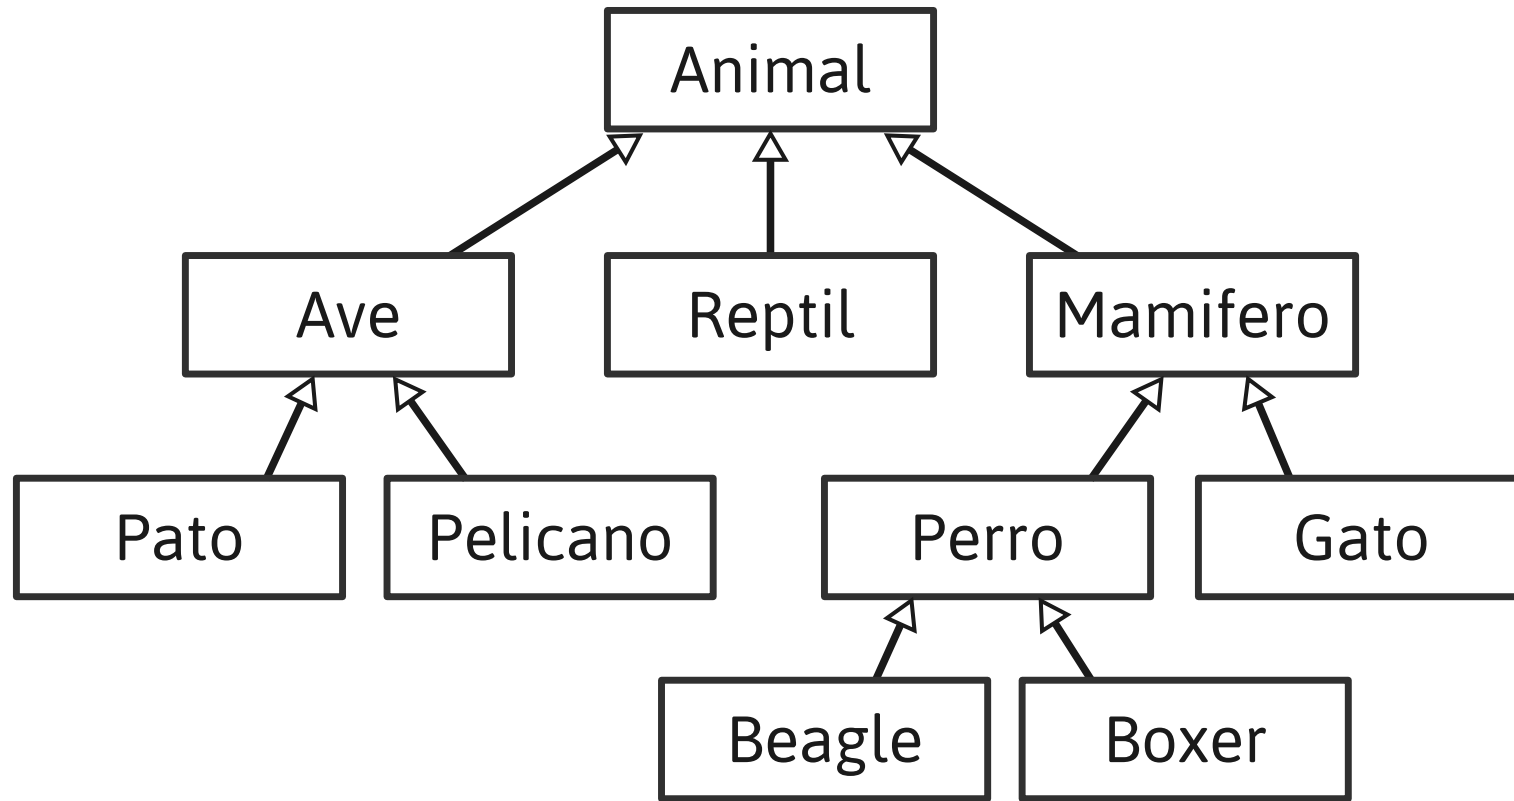 Animal
Ave
Reptil
Mamifero
Pato
Pelicano
Perro
Gato
Beagle
Boxer